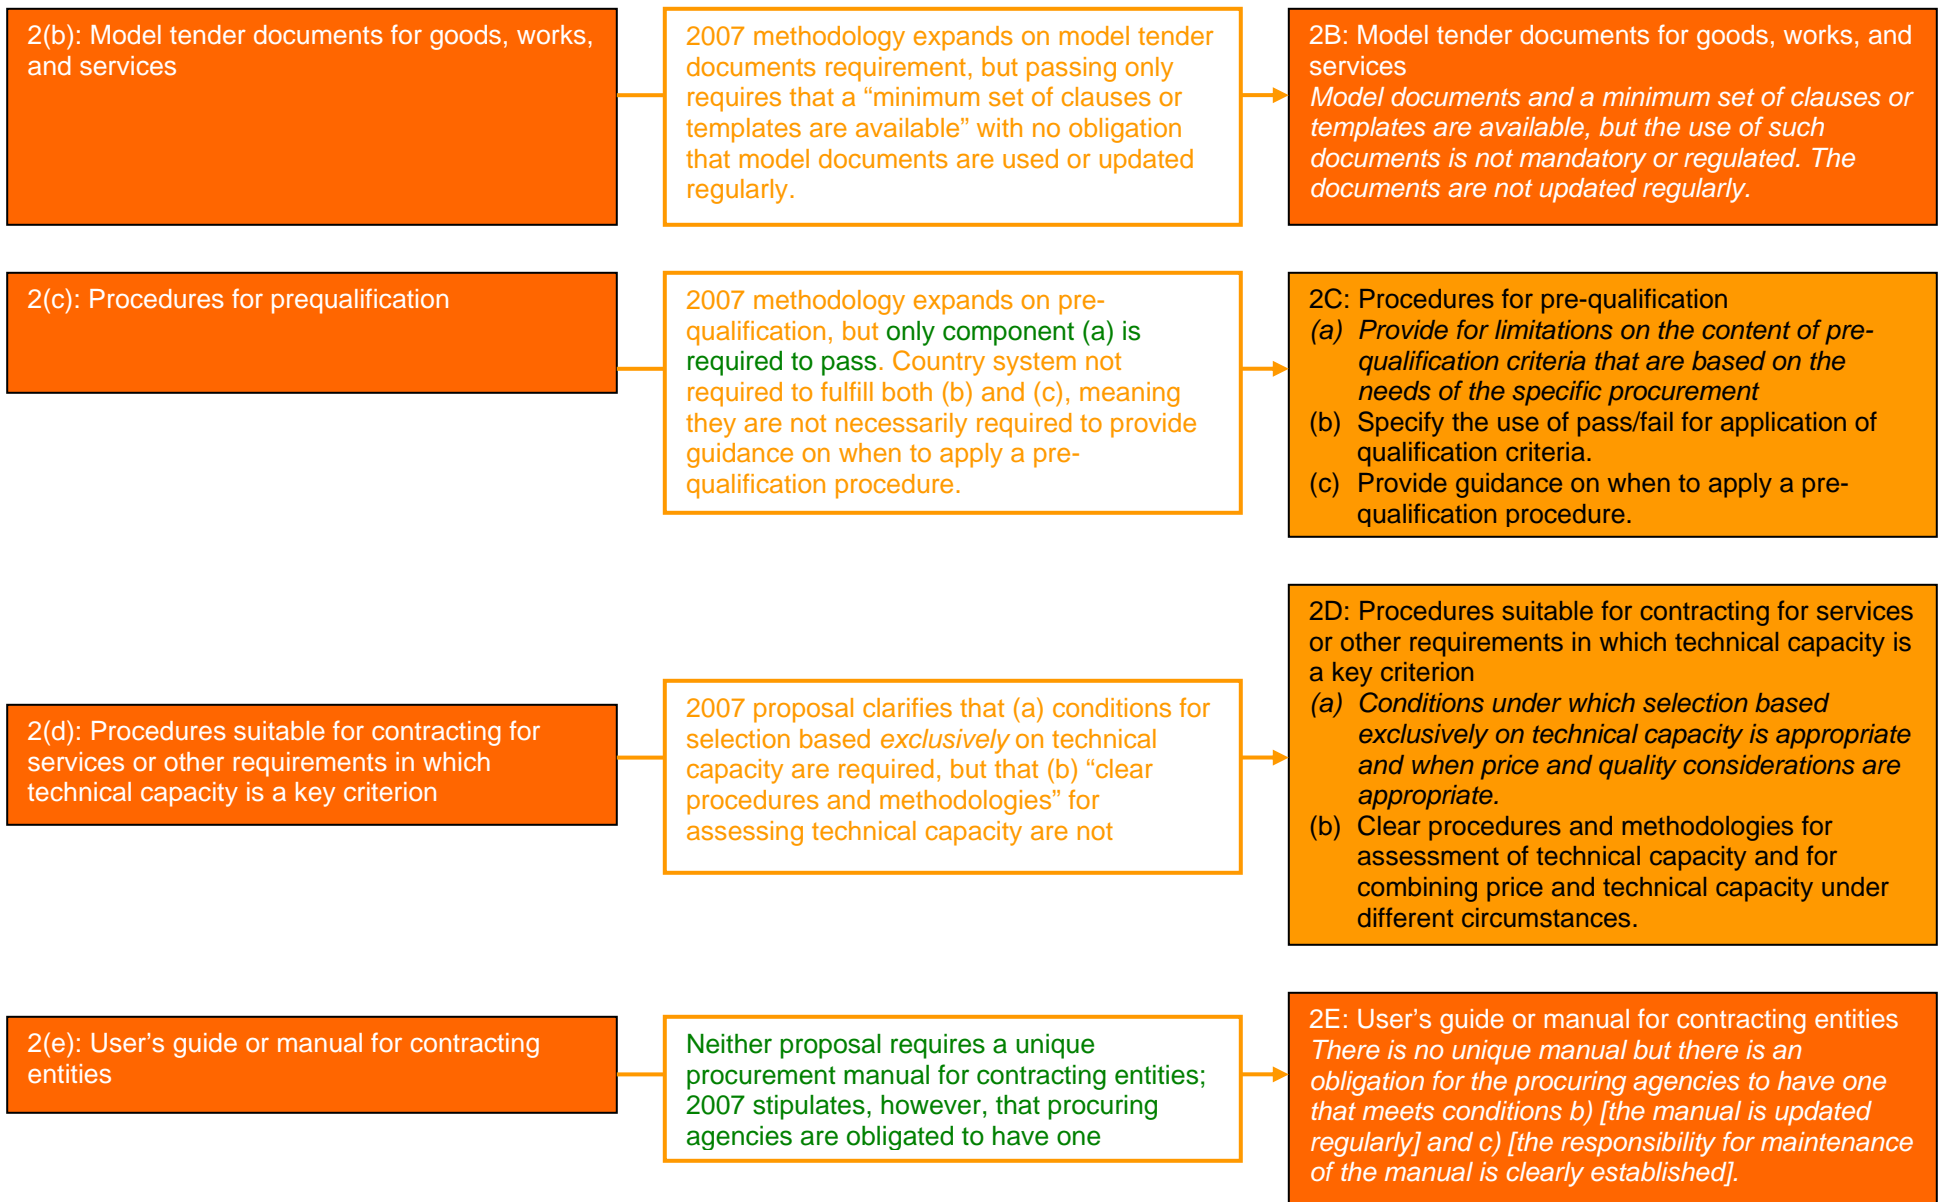 2(b): Model tender documents for goods, works,
and services
2007 methodology expands on model tender
documents requirement, but passing only
requires that a “minimum set of clauses or
templates are available” with no obligation
that model documents are used or updated
regularly.
2B: Model tender documents for goods, works, and
services
Model documents and a minimum set of clauses or
templates are available, but the use of such
documents is not mandatory or regulated. The
documents are not updated regularly.
2(c): Procedures for prequalification
2007 methodology expands on pre-
qualification, but only component (a) is
required to pass. Country system not
required to fulfill both (b) and (c), meaning
they are not necessarily required to provide
guidance on when to apply a pre-
qualification procedure.
2C: Procedures for pre-qualification
(a) Provide for limitations on the content of pre-
qualification criteria that are based on the
needs of the specific procurement
(b) Specify the use of pass/fail for application of
qualification criteria.
(c) Provide guidance on when to apply a pre-
qualification procedure.
2(d): Procedures suitable for contracting for
services or other requirements in which
technical capacity is a key criterion
2007 proposal clarifies that (a) conditions for
selection based exclusively on technical
capacity are required, but that (b) “clear
procedures and methodologies” for
assessing technical capacity are not
2D: Procedures suitable for contracting for services
or other requirements in which technical capacity is
a key criterion
(a) Conditions under which selection based
exclusively on technical capacity is appropriate
and when price and quality considerations are
appropriate.
(b) Clear procedures and methodologies for
assessment of technical capacity and for
combining price and technical capacity under
different circumstances.
2(e): User’s guide or manual for contracting
entities
Neither proposal requires a unique
procurement manual for contracting entities;
2007 stipulates, however, that procuring
agencies are obligated to have one
2E: User’s guide or manual for contracting entities
There is no unique manual but there is an
obligation for the procuring agencies to have one
that meets conditions b) [the manual is updated
regularly] and c) [the responsibility for maintenance
of the manual is clearly established].